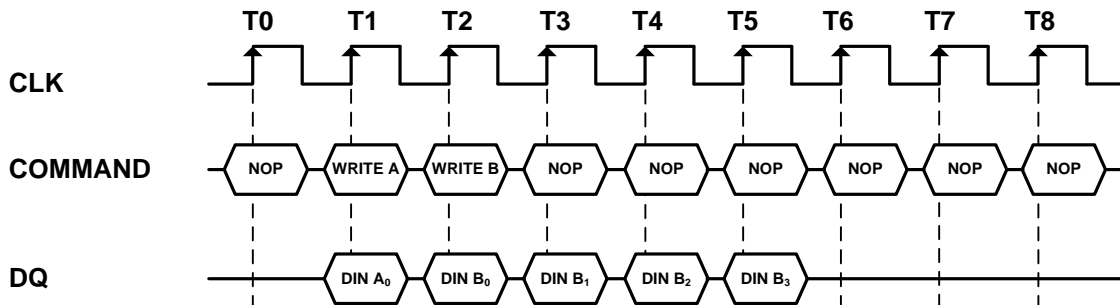 T0 T1 T2 T3 T4 T5 T6 T7 T8
CLK
COMMAND NOP WRITE A WRITE B NOP NOP NOP NOP NOP NOP
DQ DIN A₀ DIN B₀ DIN B₁ DIN B₂ DIN B₃